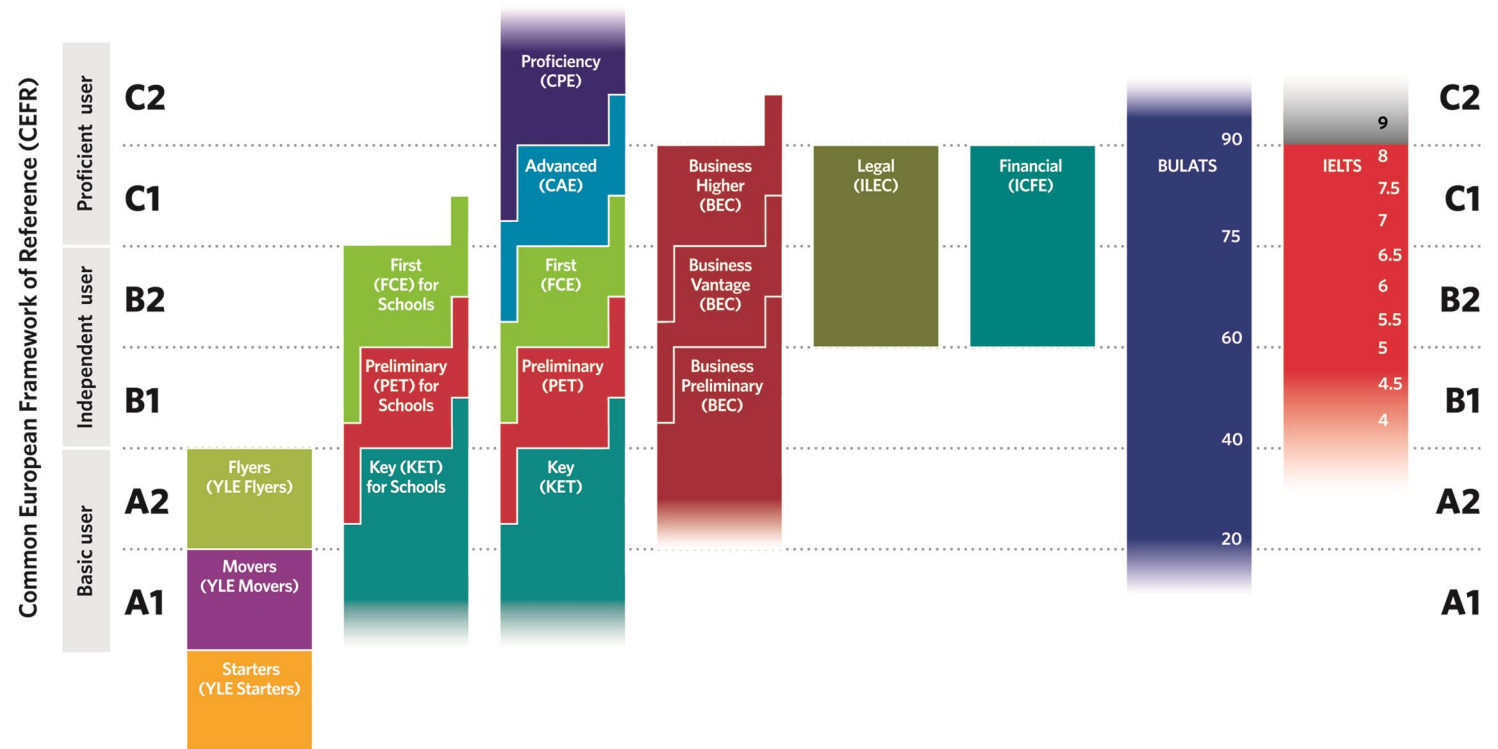 Common European Framework of Reference (CEFR)
Proficient user
Independent user
Basic user
C2
C1
B2
B1
A2
A1
Flyers
(YLE Flyers)
Movers
(YLE Movers)
Starters
(YLE Starters)
First
(FCE) for
Schools
Preliminary
(PET) for
Schools
Key (KET)
for Schools
Proficiency
(CPE)
Advanced
(CAE)
First
(FCE)
Preliminary
(PET)
Key
(KET)
Business
Higher
(BEC)
Business
Vantage
(BEC)
Business
Preliminary
(BEC)
Legal
(ILEC)
Financial
(ICFE)
BULATS
90
75
60
40
20
IELTS
9
8
7.5
7
6.5
6
5.5
5
4.5
4
C2
C1
B2
B1
A2
A1